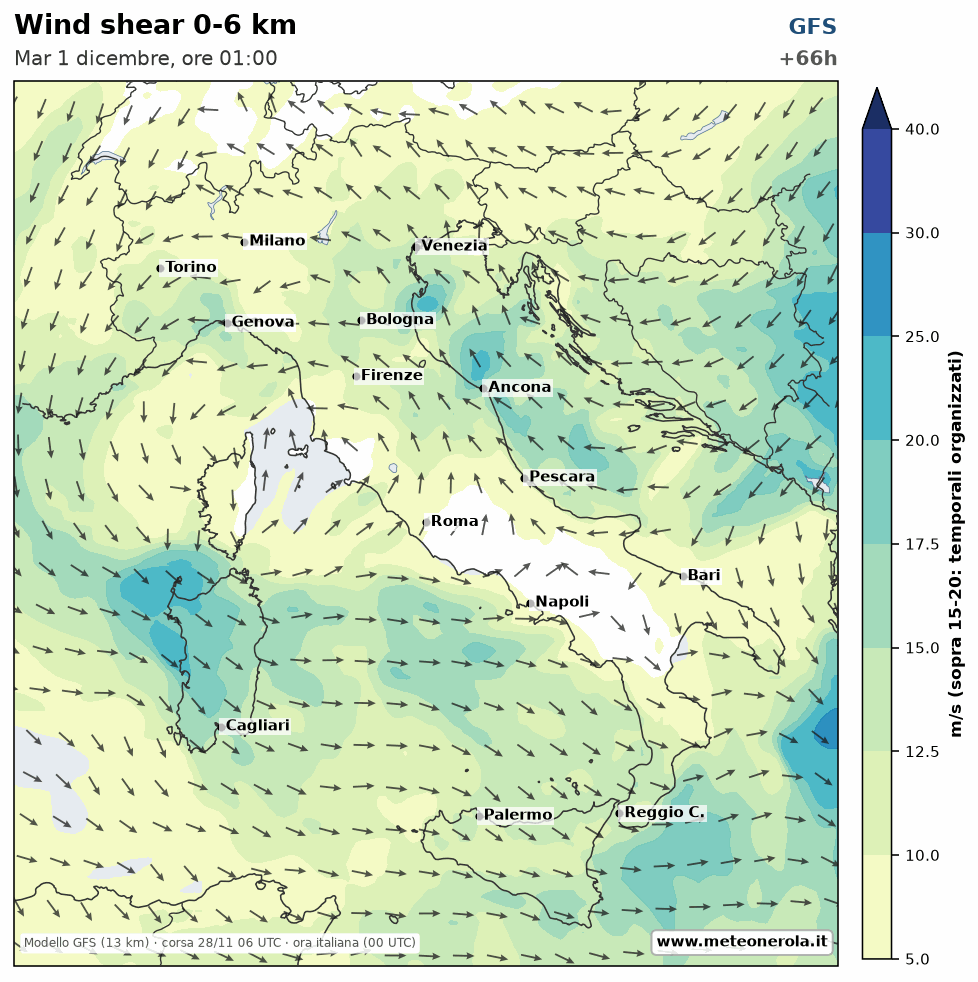 Wind shear 0-6 km
GFS
Mar 1 dicembre, ore 01:00
+66h
40.0
30.0
25.0
20.0
17.5
15.0
12.5
10.0
5.0
m/s (sopra 15-20: temporali organizzati)
Milano
Venezia
Torino
Genova
Bologna
Firenze
Ancona
Pescara
Roma
Bari
Napoli
Cagliari
Palermo
Reggio C.
Modello GFS (13 km) · corsa 28/11 06 UTC · ora italiana (00 UTC)
www.meteonerola.it